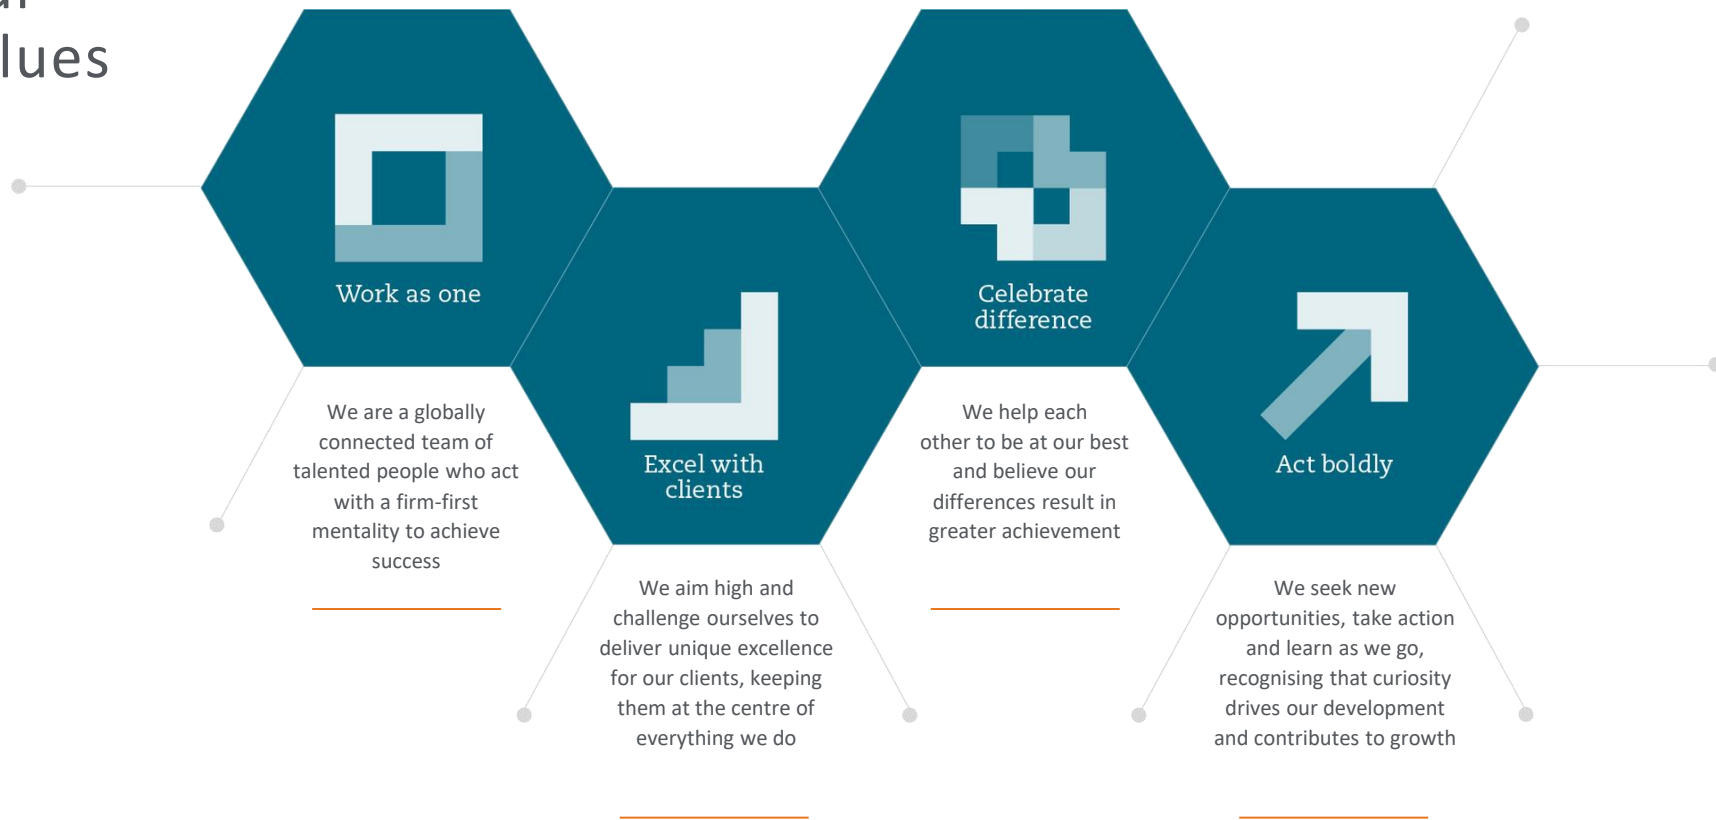 lues
Work as one
We are a globally
connected team of
talented people who act
with a firm-first
mentality to achieve
success
Excel with
clients
We aim high and
challenge ourselves to
deliver unique excellence
for our clients, keeping
them at the centre of
everything we do
Celebrate
difference
We help each
other to be at our best
and believe our
differences result in
greater achievement
Act boldly
We seek new
opportunities, take action
and learn as we go,
recognising that curiosity
drives our development
and contributes to growth